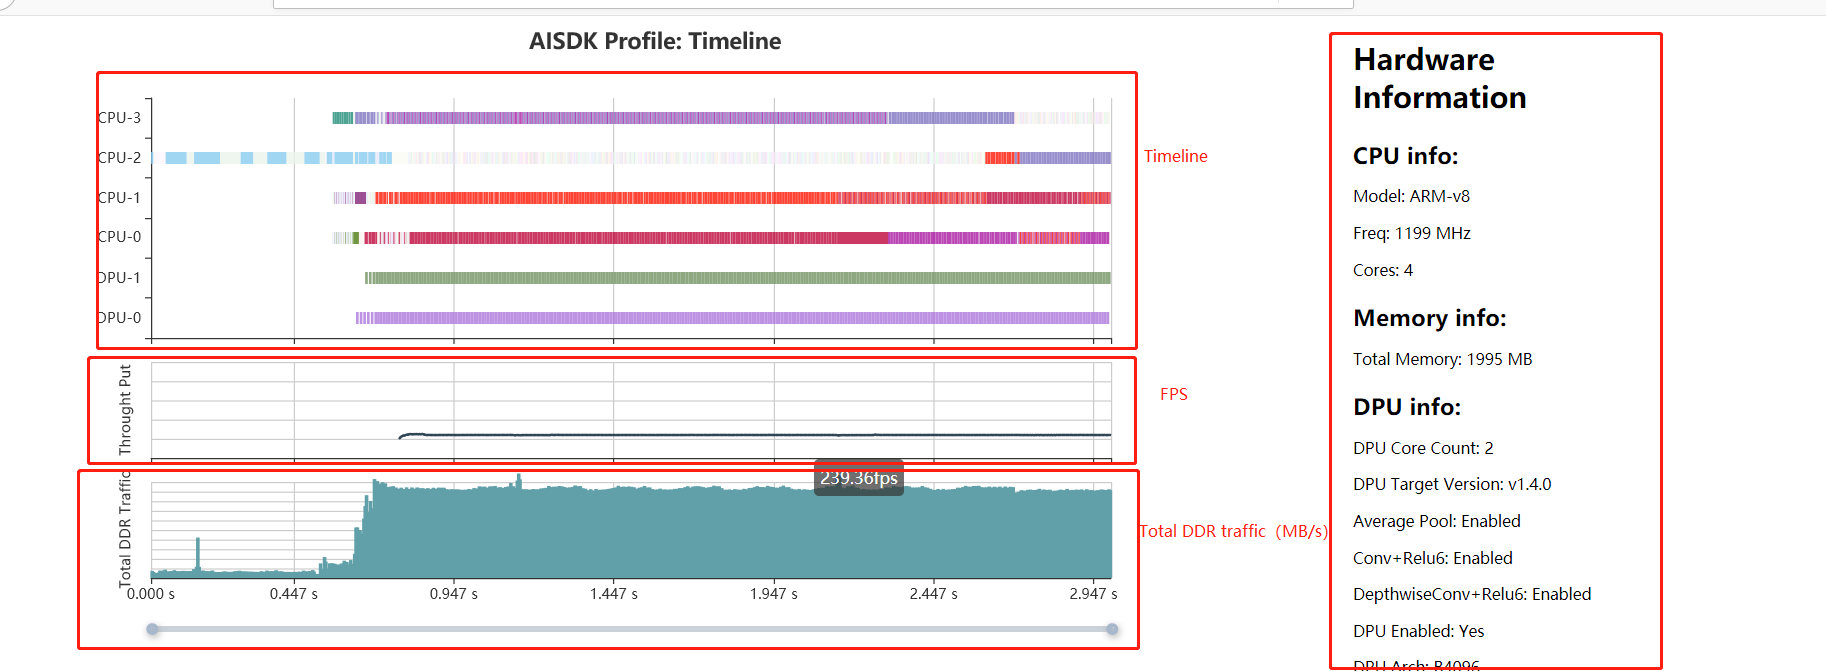 AISDK Profile: Timeline
CPU-3
CPU-2
CPU-1
CPU-0
DPU-1
DPU-0
Timeline
Throught Put
FPS
239.36fps
Total DDR Traffic
Total DDR traffic（MB/s）
0.000 s
0.447 s
0.947 s
1.447 s
1.947 s
2.447 s
2.947 s
Hardware
Information
CPU info:
Model: ARM-v8
Freq: 1199 MHz
Cores: 4
Memory info:
Total Memory: 1995 MB
DPU info:
DPU Core Count: 2
DPU Target Version: v1.4.0
Average Pool: Enabled
Conv+Relu6: Enabled
DepthwiseConv+Relu6: Enabled
DPU Enabled: Yes
DPU Arch: B4096